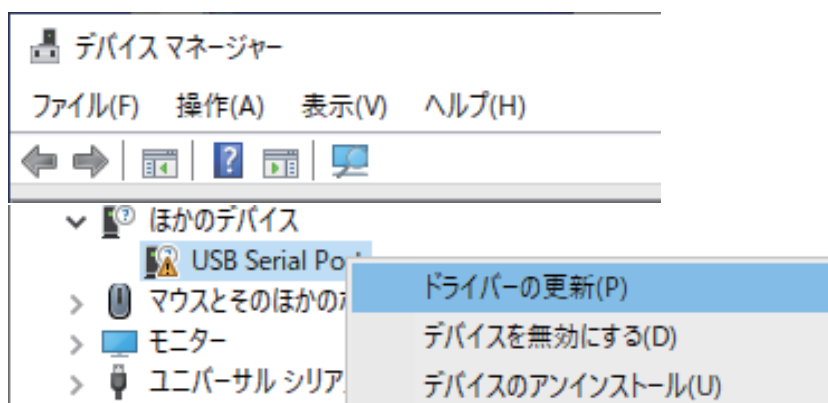 デバイス マネージャー
ファイル(F) 操作(A) 表示(V) ヘルプ(H)
ほかのデバイス
USB Serial Port
ドライバーの更新(P)
マウスとそのほかの
デバイスを無効にする(D)
モニター
ユニバーサル シリア
デバイスのアンインストール(U)